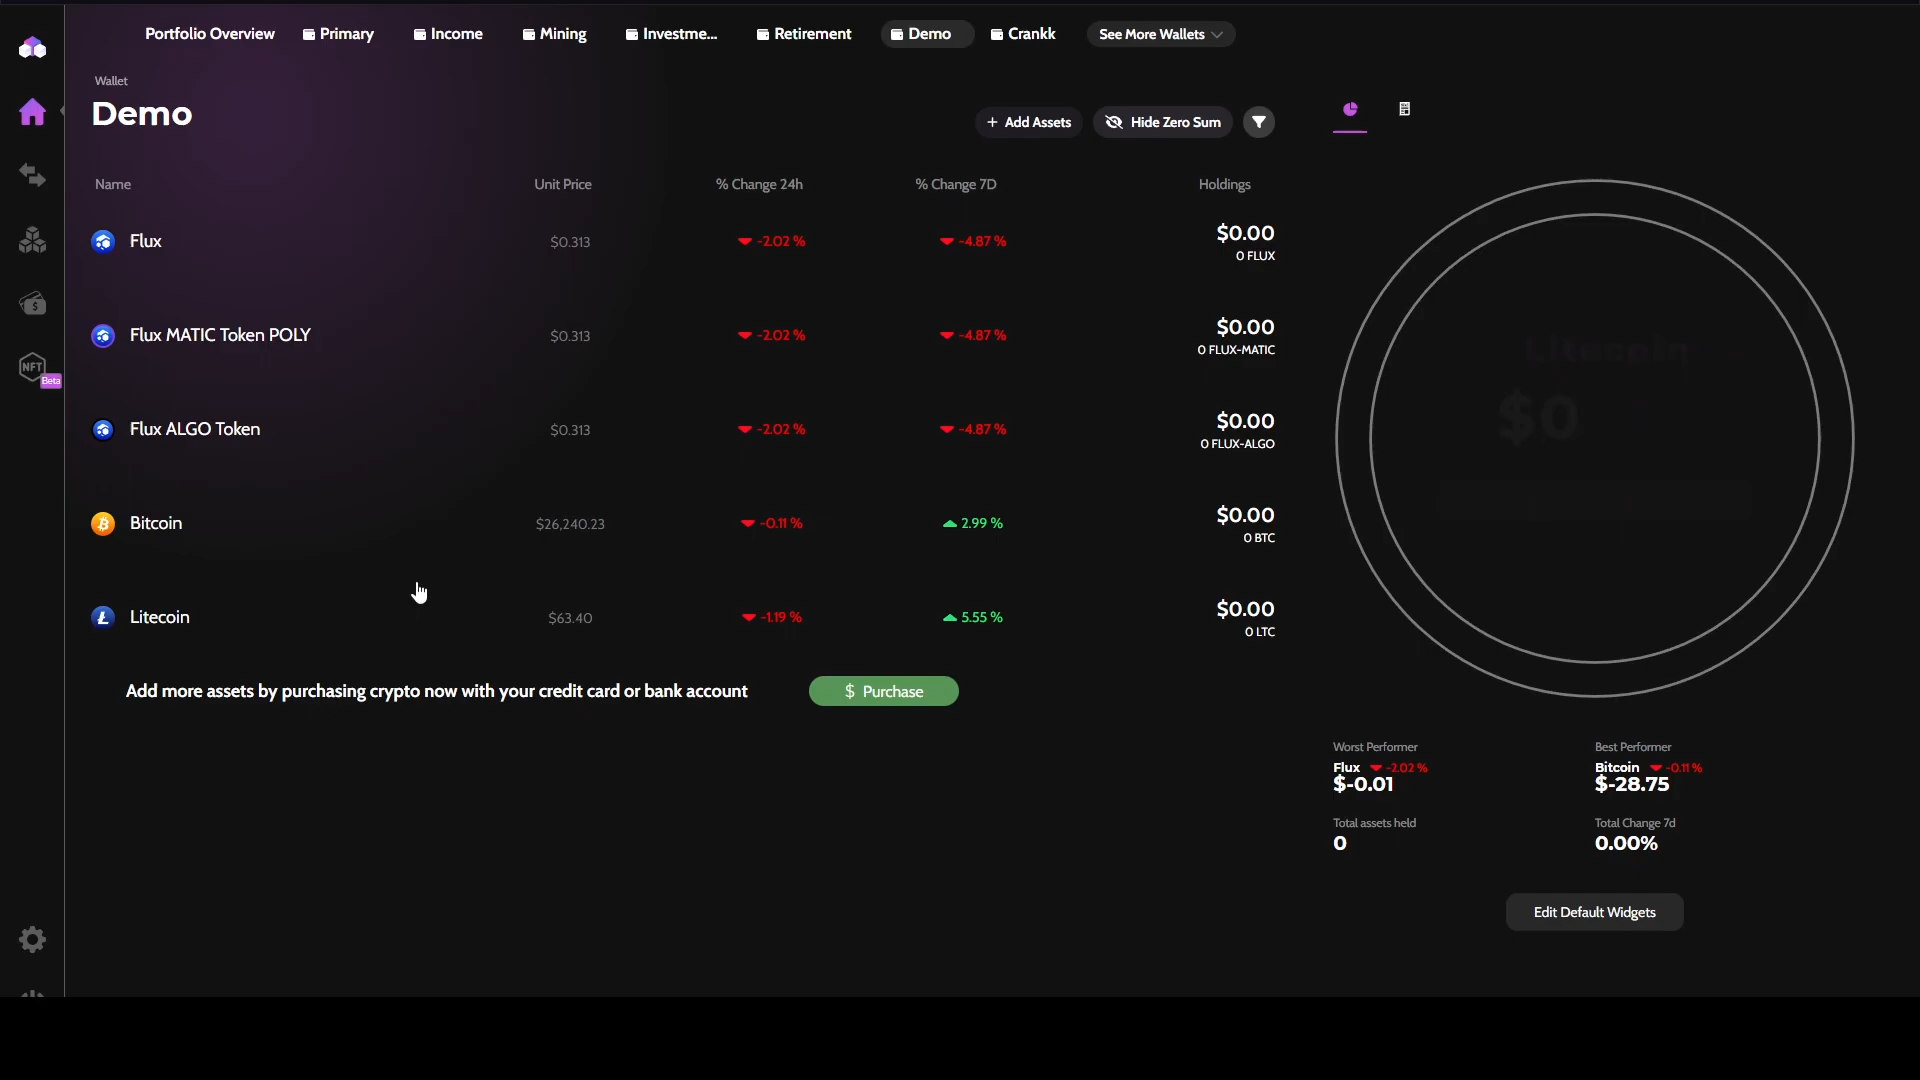 Portfolio Overview Primary Income Mining Investme... Retirement Demo Crankk See More Wallets
Wallet
Demo
+ Add Assets Hide Zero Sum
Name Unit Price % Change 24h % Change 7D Holdings
Flux $0.313 -2.02 % -4.87 % $0.00
0 FLUX
Flux MATIC Token POLY $0.313 -2.02 % -4.87 % $0.00
0 FLUX-MATIC
NFT
Beta
Flux ALGO Token $0.313 -2.02 % -4.87 % $0.00
0 FLUX-ALGO
Litecoin
$0
Bitcoin $26,240.23 -0.11 % 2.99 % $0.00
0 BTC
Litecoin $63.40 -1.19 % 5.55 % $0.00
0 LTC
Add more assets by purchasing crypto now with your credit card or bank account $ Purchase
Worst Performer Best Performer
Flux -2.02 % Bitcoin -0.11 %
$-0.01 $-28.75
Total assets held Total Change 7d
0 0.00%
Edit Default Widgets